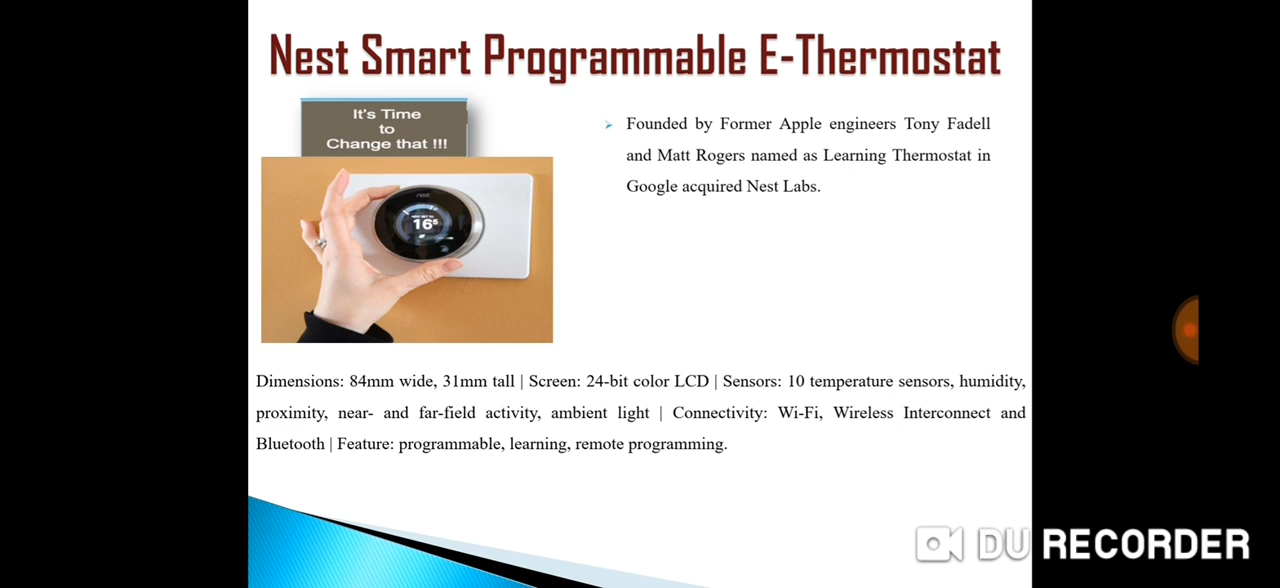 Nest Smart Programmable E-Thermostat
It's Time
to
Change that !!!
Founded by Former Apple engineers Tony Fadell
and Matt Rogers named as Learning Thermostat in
Google acquired Nest Labs.
nest
16⁵
Dimensions: 84mm wide, 31mm tall | Screen: 24-bit color LCD | Sensors: 10 temperature sensors, humidity,
proximity, near- and far-field activity, ambient light | Connectivity: Wi-Fi, Wireless Interconnect and
Bluetooth | Feature: programmable, learning, remote programming.
DU RECORDER